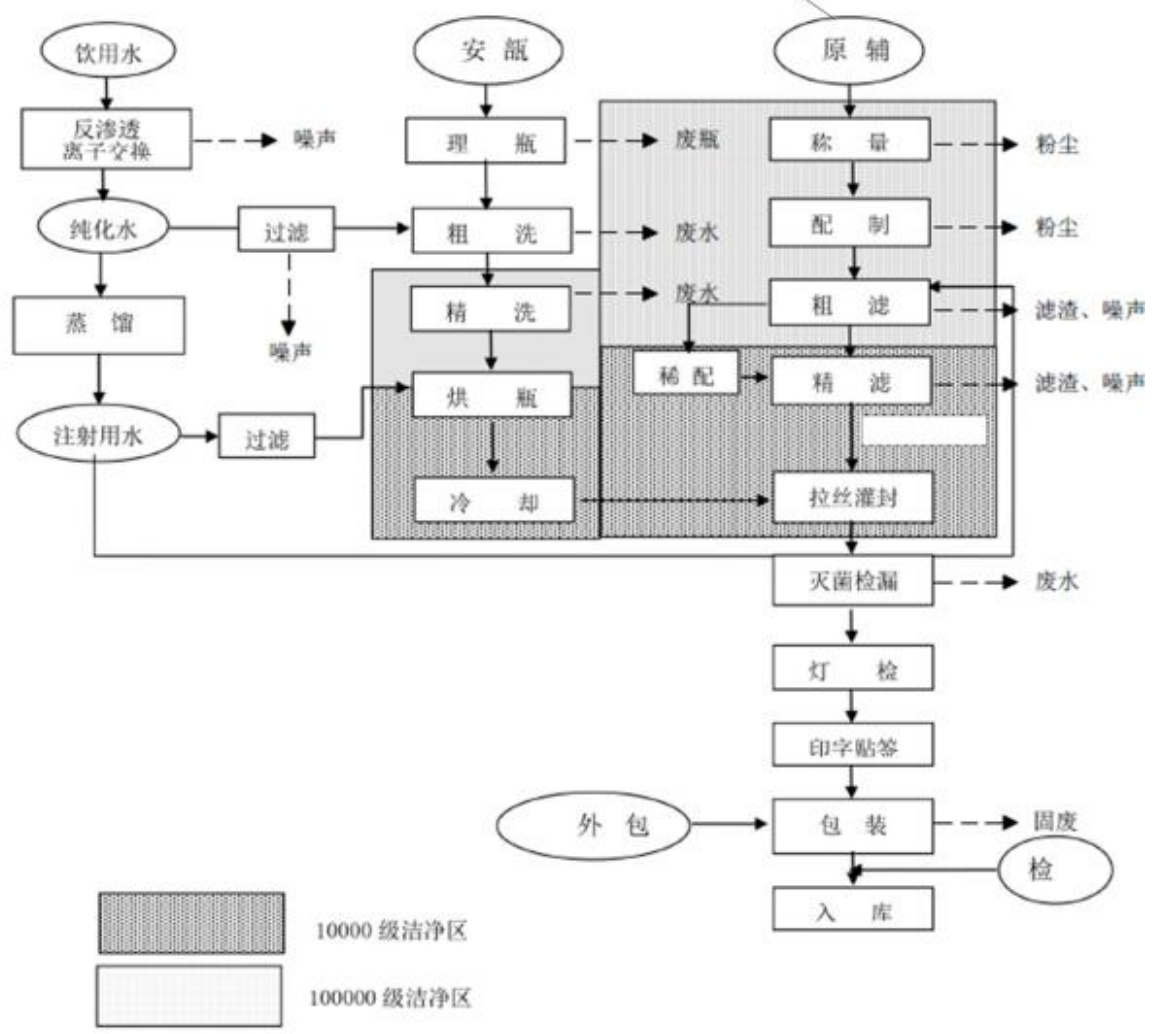 饮用水
安 瓿
原 辅
反渗透
离子交换
噪声
理 瓶
废瓶
称 量
粉尘
纯化水
过滤
粗 洗
废水
配 制
粉尘
精 洗
废水
粗 滤
滤渣、噪声
蒸 馏
噪声
稀 配
精 滤
滤渣、噪声
烘 瓶
注射用水
过滤
冷 却
拉丝灌封
灭菌检漏
废水
灯 检
印字贴签
外 包
包 装
固废
检
入 库
10000 级洁净区
100000 级洁净区